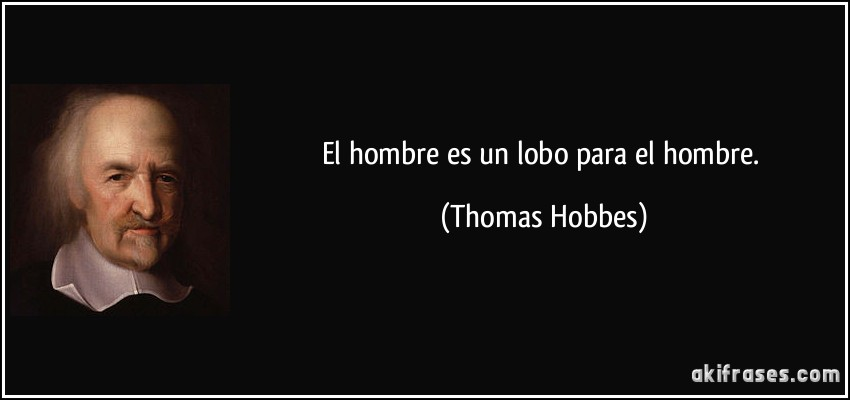 El hombre es un lobo para el hombre.
(Thomas Hobbes)
akifrases.com